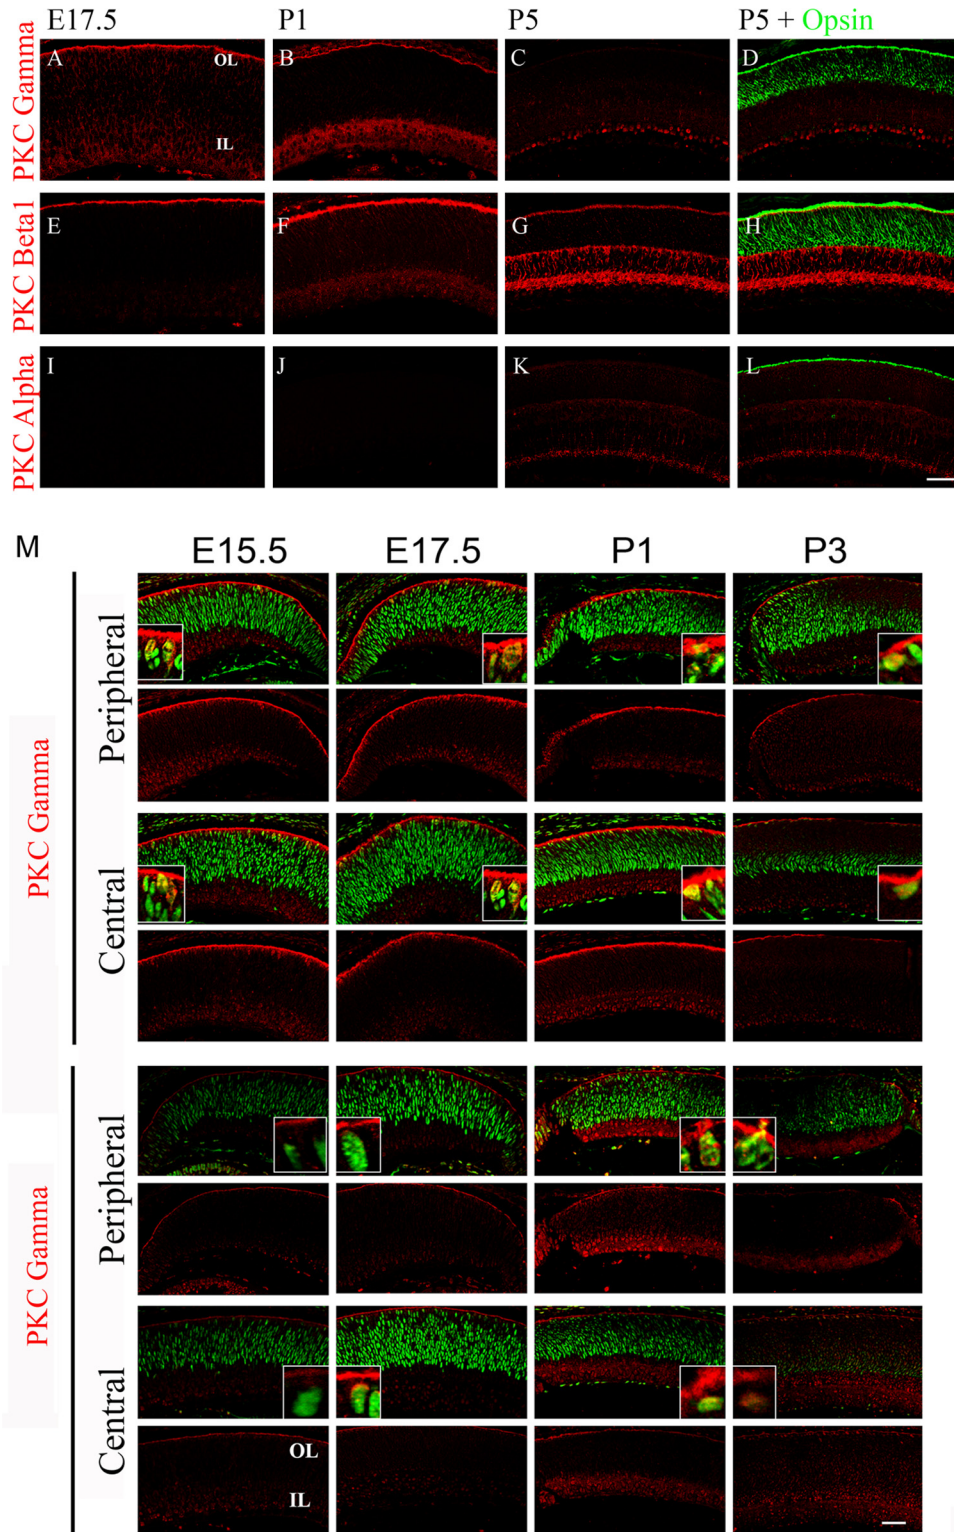 E17.5 P1 P5 P5 + Opsin
PKC Gamma
A OL IL B C D
PKC Beta1
E F G H
PKC Alpha
I J K L
M
E15.5 E17.5 P1 P3
PKC Gamma
Peripheral
Central
PKC Gamma
Peripheral
Central
OL
IL